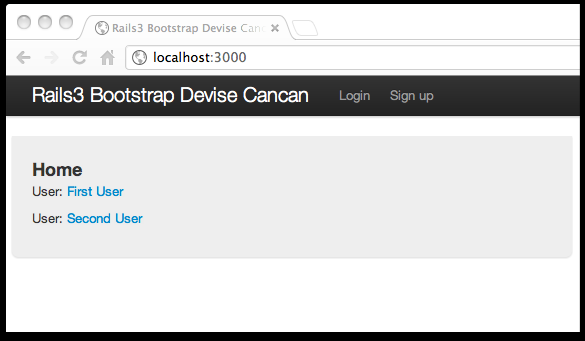 Rails3 Bootstrap Devise Can
localhost:3000
Rails3 Bootstrap Devise Cancan Login Sign up
Home
User: First User
User: Second User